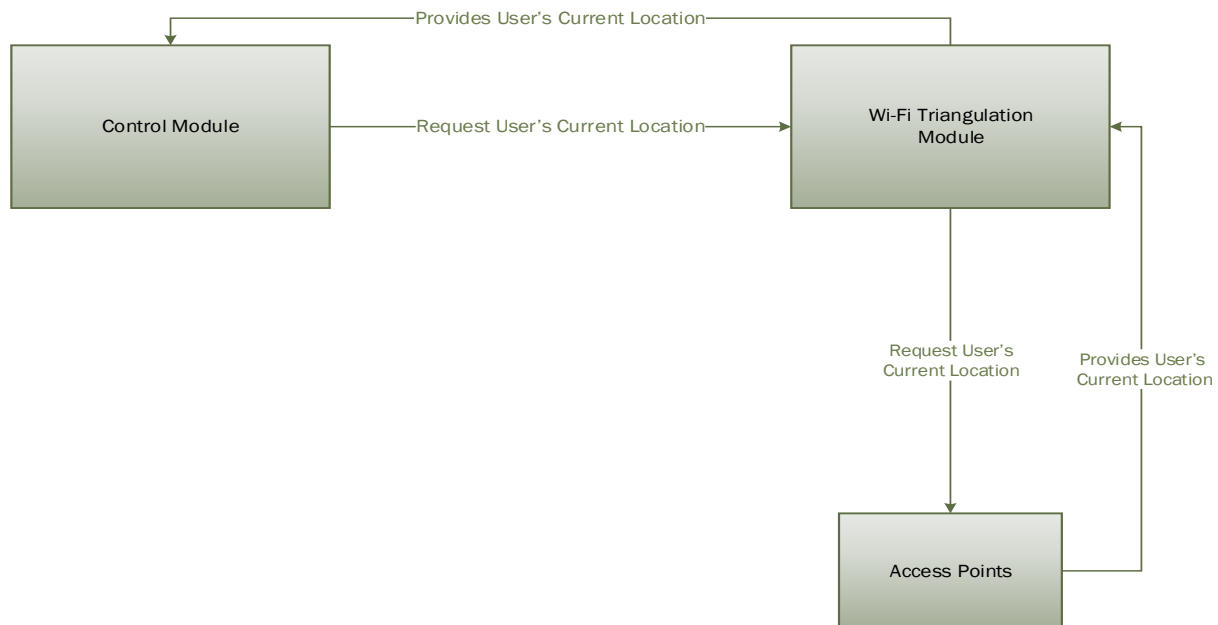 Provides User’s Current Location
Control Module
Request User’s Current Location
Wi-Fi Triangulation
Module
Request User’s
Current Location
Provides User’s
Current Location
Access Points